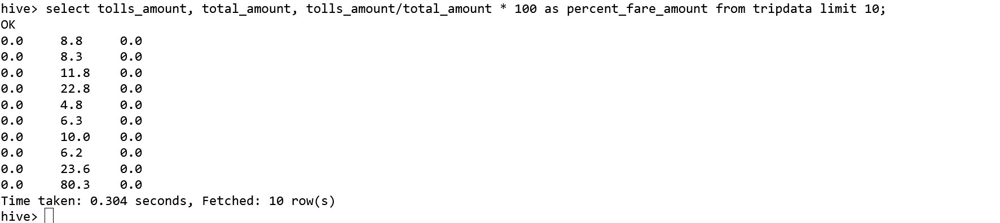 hive> select tolls_amount, total_amount, tolls_amount/total_amount * 100 as percent_fare_amount from tripdata limit 10;
OK
0.0     8.8     0.0
0.0     8.3     0.0
0.0     11.8    0.0
0.0     22.8    0.0
0.0     4.8     0.0
0.0     6.3     0.0
0.0     10.0    0.0
0.0     6.2     0.0
0.0     23.6    0.0
0.0     80.3    0.0
Time taken: 0.304 seconds, Fetched: 10 row(s)
hive>